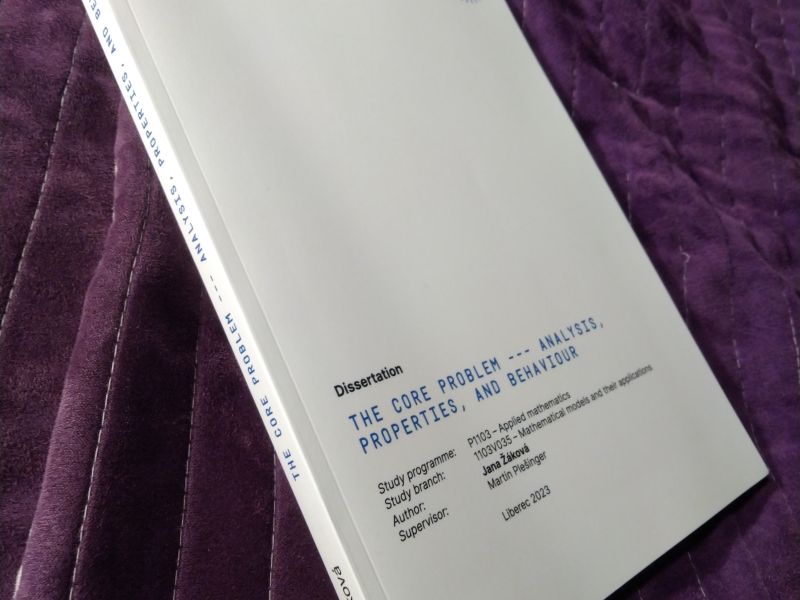 Dissertation
THE CORE PROBLEM --- ANALYSIS,
PROPERTIES, AND BEHAVIOUR
Study programme: P1103 – Applied mathematics
Study branch: 1103V035 – Mathematical models and their applications
Author: Jana Žáková
Supervisor: Martin Plešinger
Liberec 2023
THE CORE PROBLEM --- ANALYSIS, PROPERTIES, AND